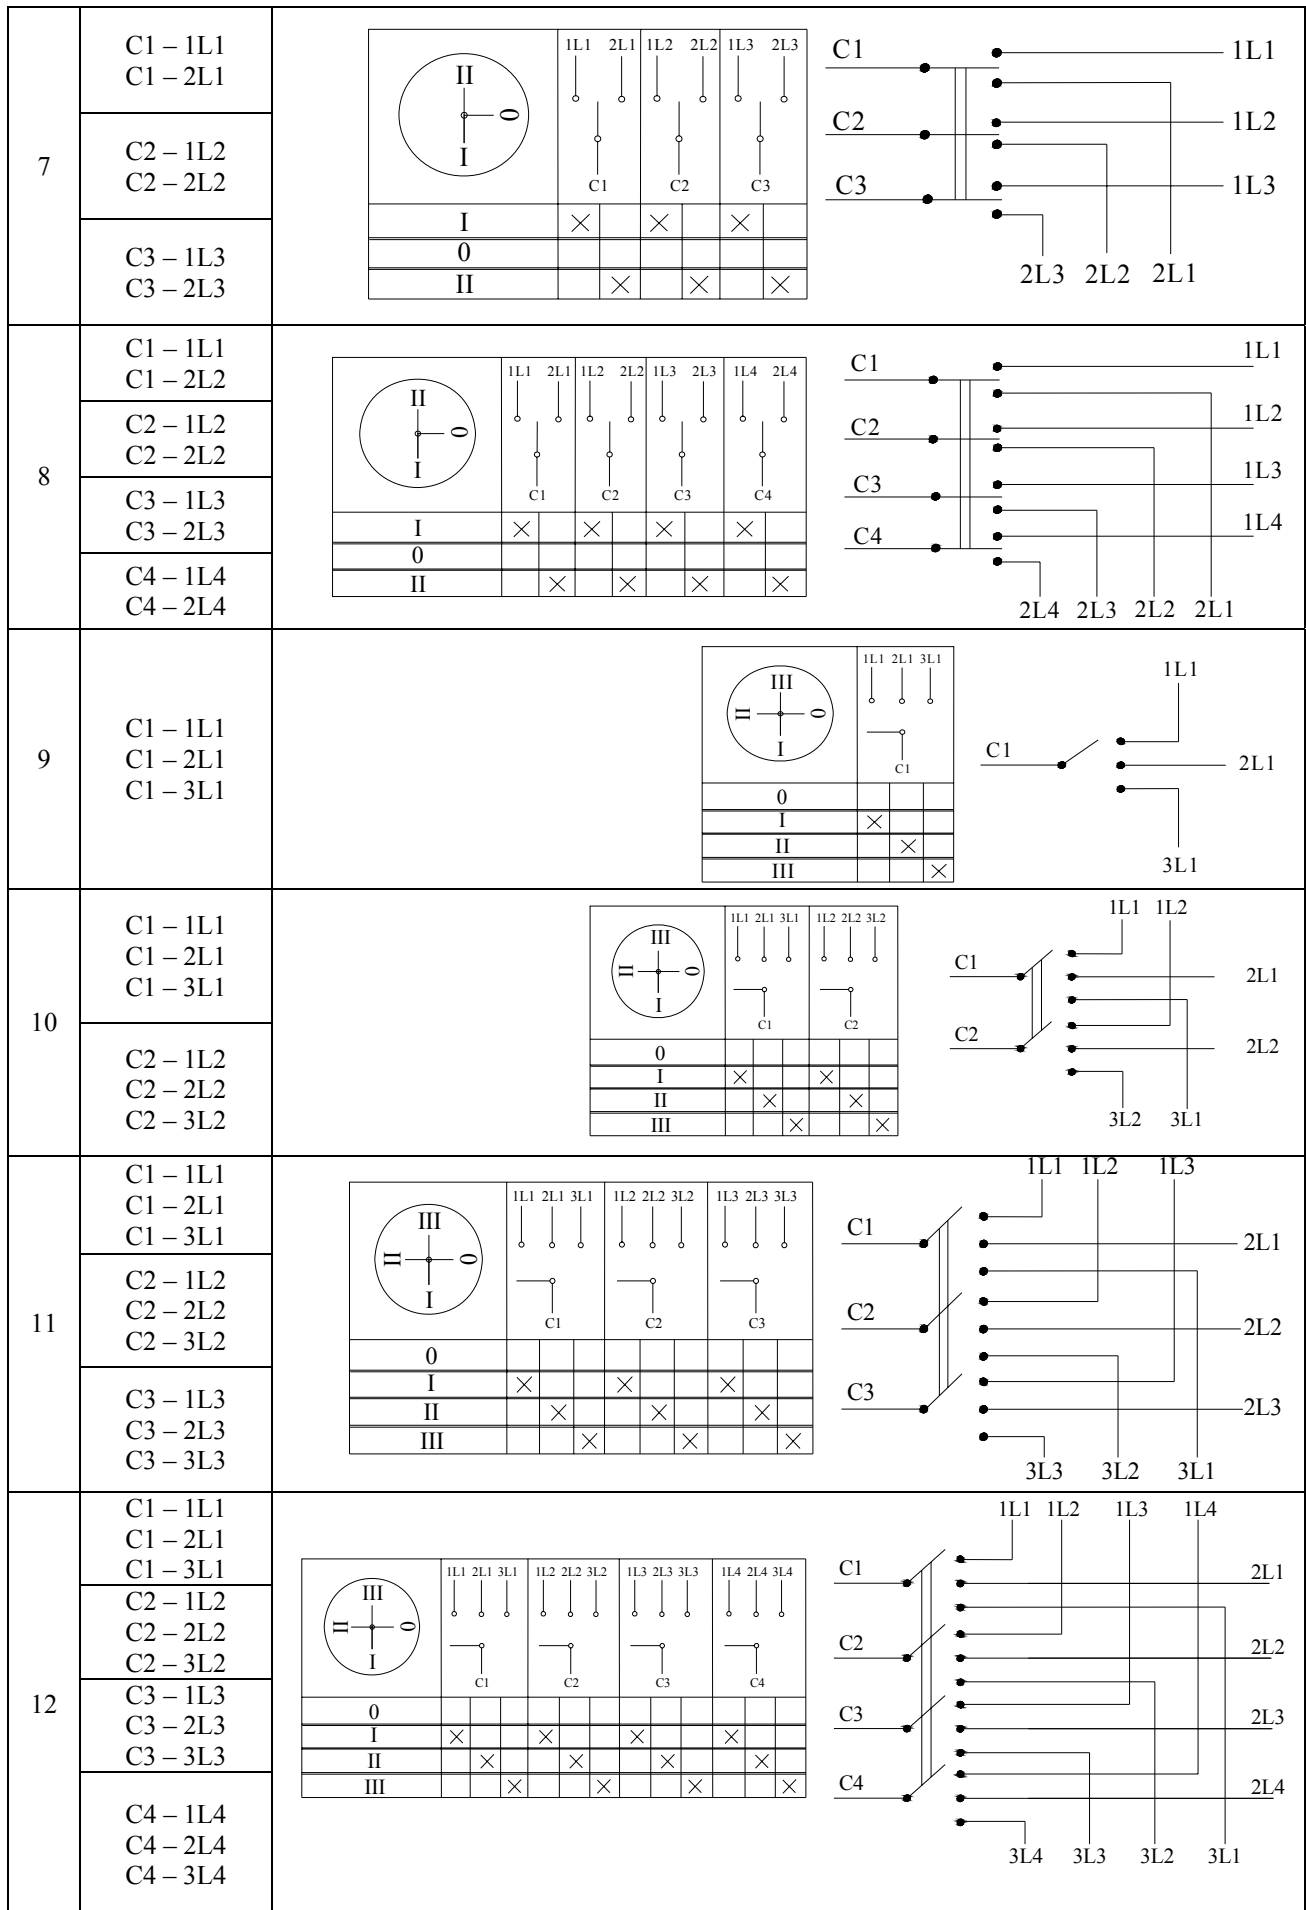 7
C1 – 1L1
C1 – 2L1
C2 – 1L2
C2 – 2L2
C3 – 1L3
C3 – 2L3
II
0
I
1L1 2L1 1L2 2L2 1L3 2L3
C1 C2 C3
I
0
II
C1 1L1
C2 1L2
C3 1L3
2L3 2L2 2L1
8
C1 – 1L1
C1 – 2L2
C2 – 1L2
C2 – 2L2
C3 – 1L3
C3 – 2L3
C4 – 1L4
C4 – 2L4
II
0
I
1L1 2L1 1L2 2L2 1L3 2L3 1L4 2L4
C1 C2 C3 C4
I
0
II
C1 1L1
C2 1L2
C3 1L3
C4 1L4
2L4 2L3 2L2 2L1
9
C1 – 1L1
C1 – 2L1
C1 – 3L1
III
II 0
I
1L1 2L1 3L1
C1
0
I
II
III
1L1
C1 2L1
3L1
10
C1 – 1L1
C1 – 2L1
C1 – 3L1
C2 – 1L2
C2 – 2L2
C2 – 3L2
III
II 0
I
1L1 2L1 3L1 1L2 2L2 3L2
C1 C2
0
I
II
III
1L1 1L2
C1 2L1
C2 2L2
3L2 3L1
11
C1 – 1L1
C1 – 2L1
C1 – 3L1
C2 – 1L2
C2 – 2L2
C2 – 3L2
C3 – 1L3
C3 – 2L3
C3 – 3L3
III
II 0
I
1L1 2L1 3L1 1L2 2L2 3L2 1L3 2L3 3L3
C1 C2 C3
0
I
II
III
1L1 1L2 1L3
C1 2L1
C2 2L2
C3 2L3
3L3 3L2 3L1
12
C1 – 1L1
C1 – 2L1
C1 – 3L1
C2 – 1L2
C2 – 2L2
C2 – 3L2
C3 – 1L3
C3 – 2L3
C3 – 3L3
C4 – 1L4
C4 – 2L4
C4 – 3L4
III
II 0
I
1L1 2L1 3L1 1L2 2L2 3L2 1L3 2L3 3L3 1L4 2L4 3L4
C1 C2 C3 C4
0
I
II
III
1L1 1L2 1L3 1L4
C1 2L1
C2 2L2
C3 2L3
C4 2L4
3L4 3L3 3L2 3L1